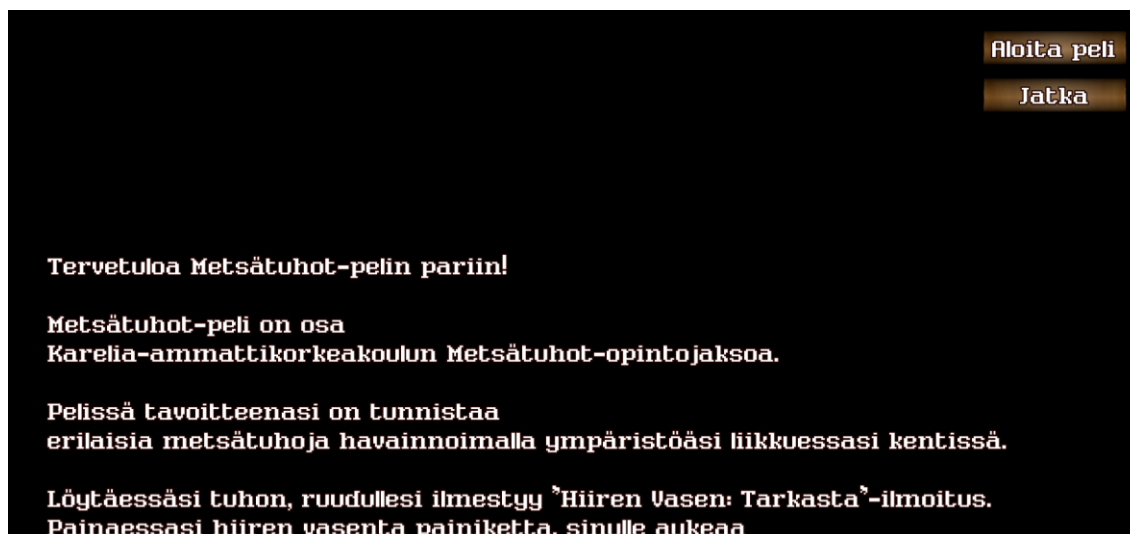 Aloita peli
Jatka
Tervetuloa Metsätuhot-pelin pariin!
Metsätuhot-peli on osa
Karelia-ammattikorkeakoulun Metsätuhot-opintojaksoa.
Pelissä tavoitteenasi on tunnistaa
erilaisia metsätuhoja havainnoimalla ympäristöäsi liikkuessasi kentissä.
Löytäessäsi tuhon, ruudullesi ilmestyy "Hiiren Vasen: Tarkasta"-ilmoitus.
Painaessasi hiiren vasenta painiketta, sinulle aukeaa